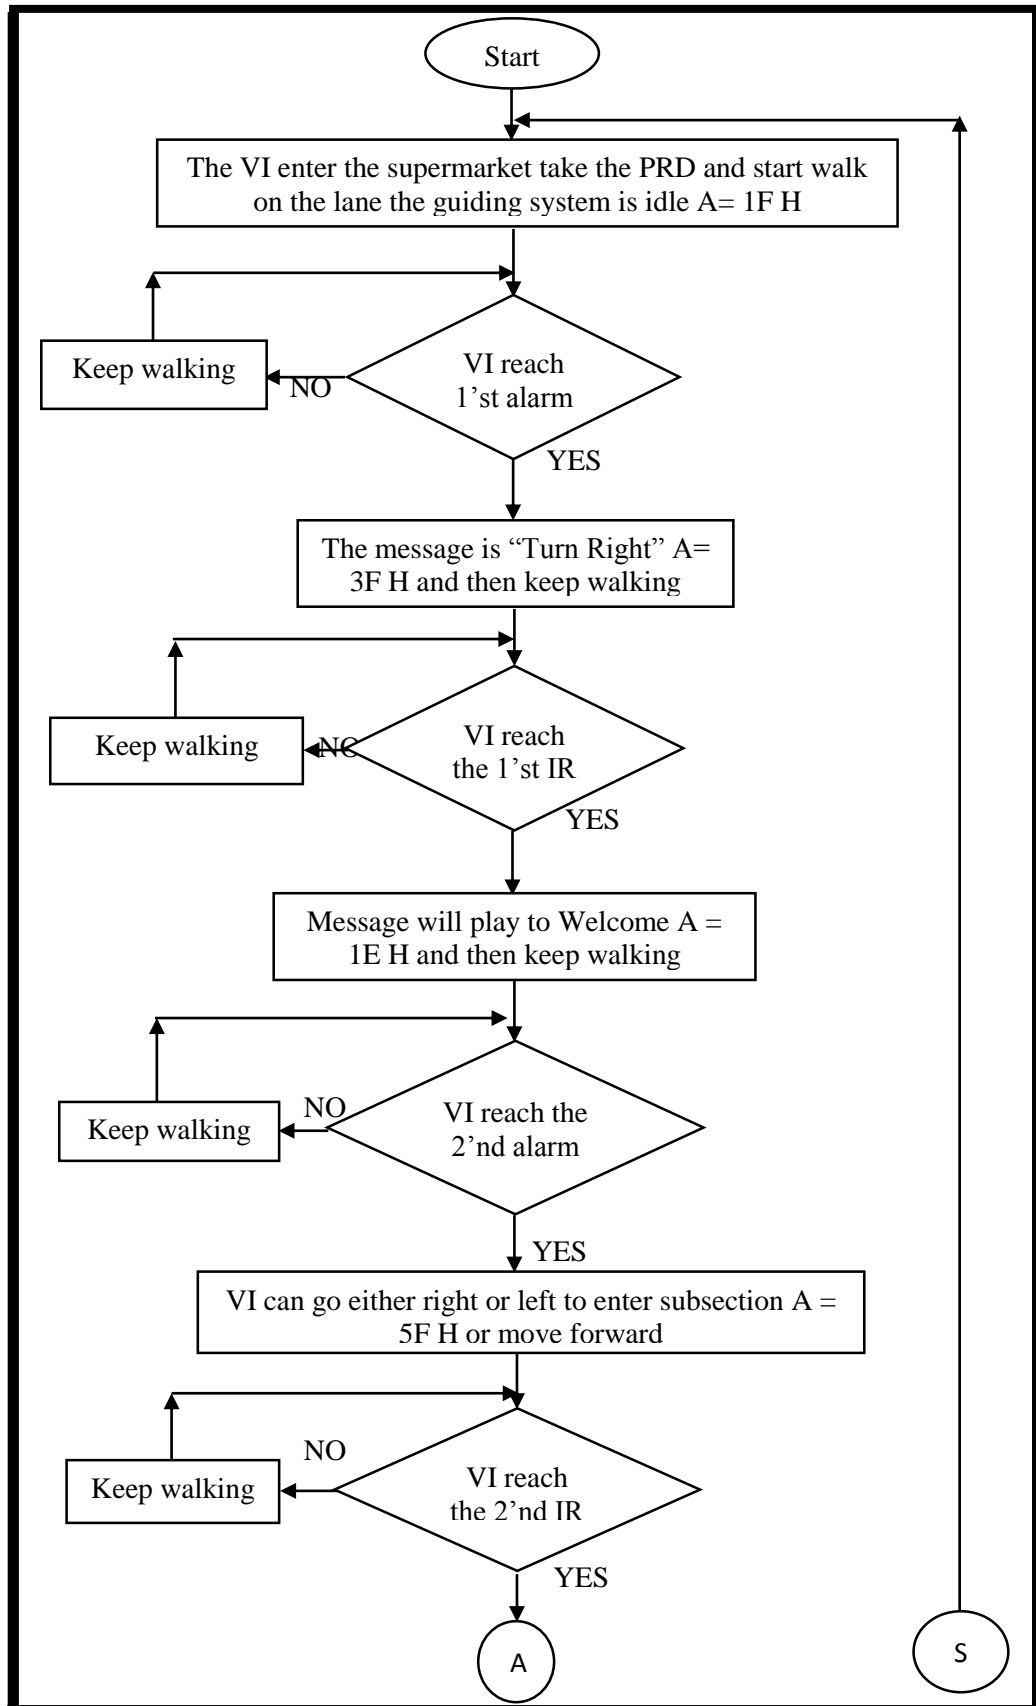 Start
The VI enter the supermarket take the PRD and start walk
on the lane the guiding system is idle A= 1F H
VI reach
1’st alarm
Keep walking
NO
YES
The message is “Turn Right” A=
3F H and then keep walking
VI reach
the 1’st IR
Keep walking
NO
YES
Message will play to Welcome A =
1E H and then keep walking
VI reach the
2’nd alarm
Keep walking
NO
YES
VI can go either right or left to enter subsection A =
5F H or move forward
VI reach
the 2’nd IR
Keep walking
NO
YES
A
S